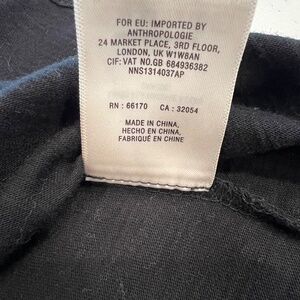 FOR EU: IMPORTED BY
ANTHROPOLOGIE
24 MARKET PLACE, 3RD FLOOR,
LONDON, UK W1W8AN
CIF: VAT NO.GB 684936382
NNS1314037AP
RN : 66170 CA : 32054
MADE IN CHINA,
HECHO EN CHINA,
FABRIQUÉ EN CHINE